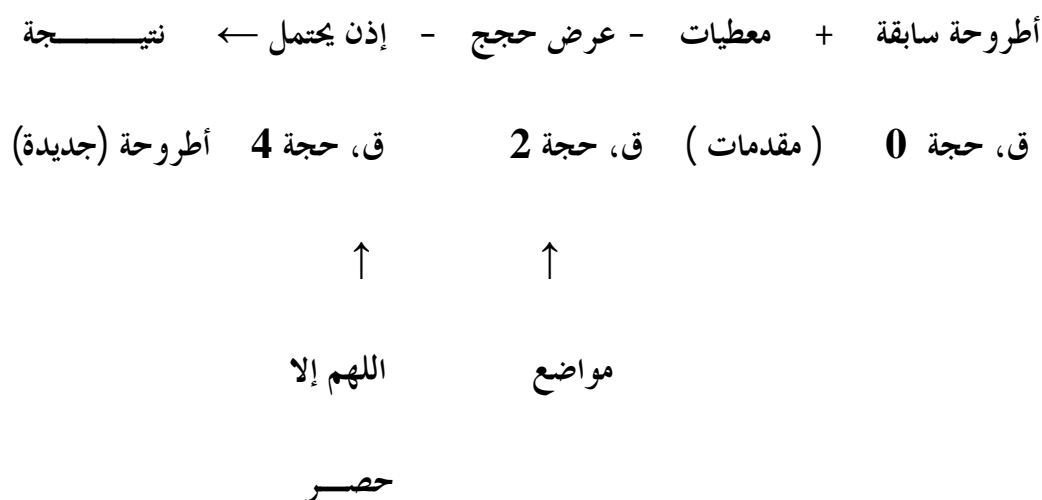 أطروحة سابقة + معطيات - عرض حجج - إذن يحتمل ← نتيـــــــجة
ق، حجة 0 ( مقدمات ) ق، حجة 2 ق، حجة 4 أطروحة (جديدة)
↑ ↑
مواضع اللهم إلا
حصــر